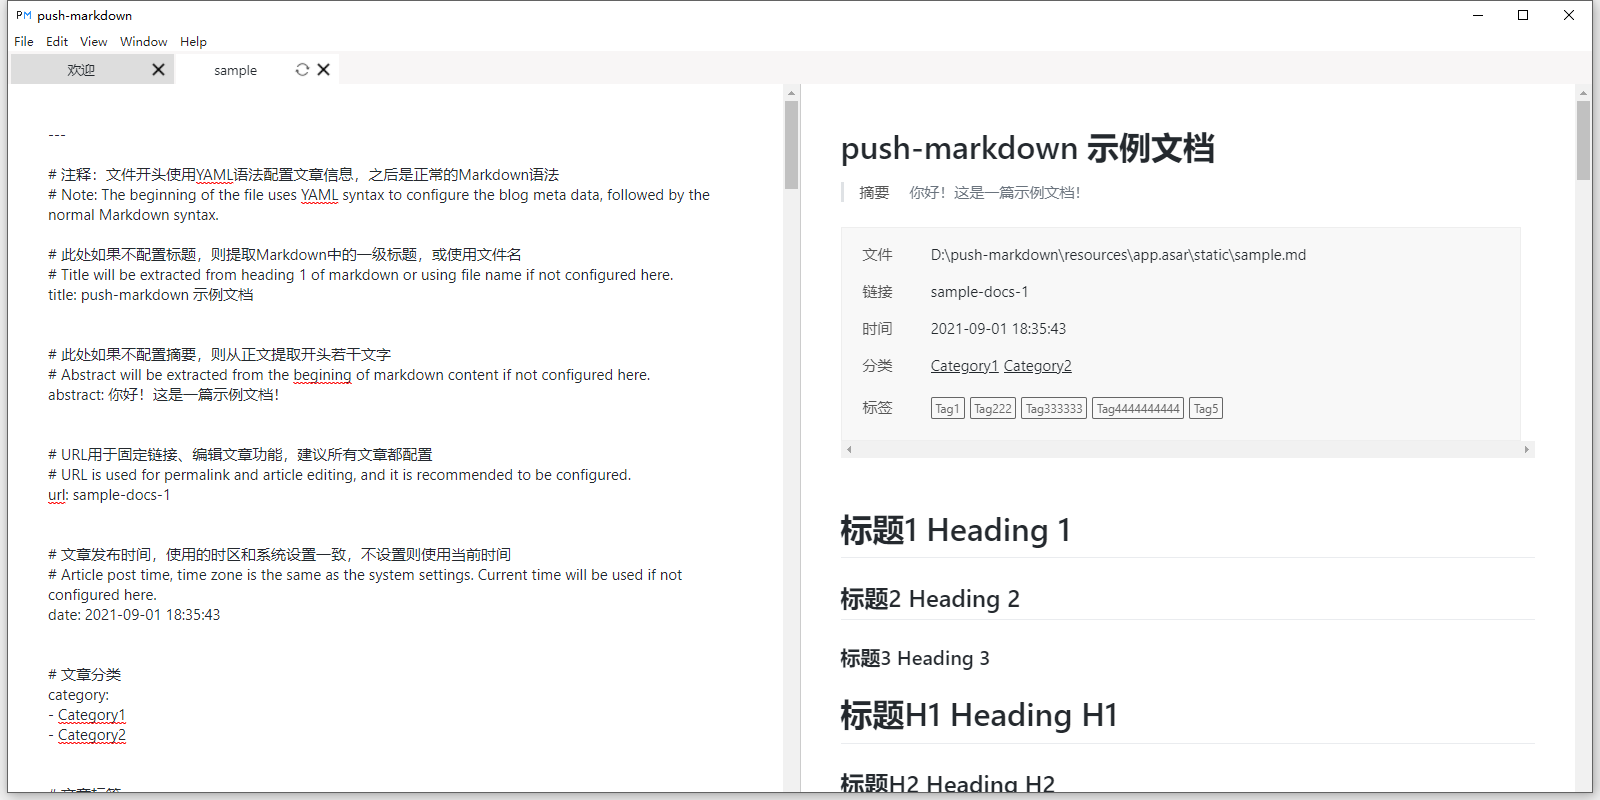 PM push-markdown
File Edit View Window Help
欢迎
sample
---
# 注释：文件开头使用YAML语法配置文章信息，之后是正常的Markdown语法
# Note: The beginning of the file uses YAML syntax to configure the blog meta data, followed by the
normal Markdown syntax.
# 此处如果不配置标题，则提取Markdown中的一级标题，或使用文件名
# Title will be extracted from heading 1 of markdown or using file name if not configured here.
title: push-markdown 示例文档
# 此处如果不配置摘要，则从正文提取开头若干文字
# Abstract will be extracted from the begining of markdown content if not configured here.
abstract: 你好！这是一篇示例文档！
# URL用于固定链接、编辑文章功能，建议所有文章都配置
# URL is used for permalink and article editing, and it is recommended to be configured.
url: sample-docs-1
# 文章发布时间，使用的时区和系统设置一致，不设置则使用当前时间
# Article post time, time zone is the same as the system settings. Current time will be used if not
configured here.
date: 2021-09-01 18:35:43
# 文章分类
category:
- Category1
- Category2
# 文章标签
push-markdown 示例文档
摘要 你好！这是一篇示例文档！
文件 D:\push-markdown\resources\app.asar\static\sample.md
链接 sample-docs-1
时间 2021-09-01 18:35:43
分类 Category1 Category2
标签 Tag1 Tag222 Tag333333 Tag4444444444 Tag5
标题1 Heading 1
标题2 Heading 2
标题3 Heading 3
标题H1 Heading H1
标题H2 Heading H2